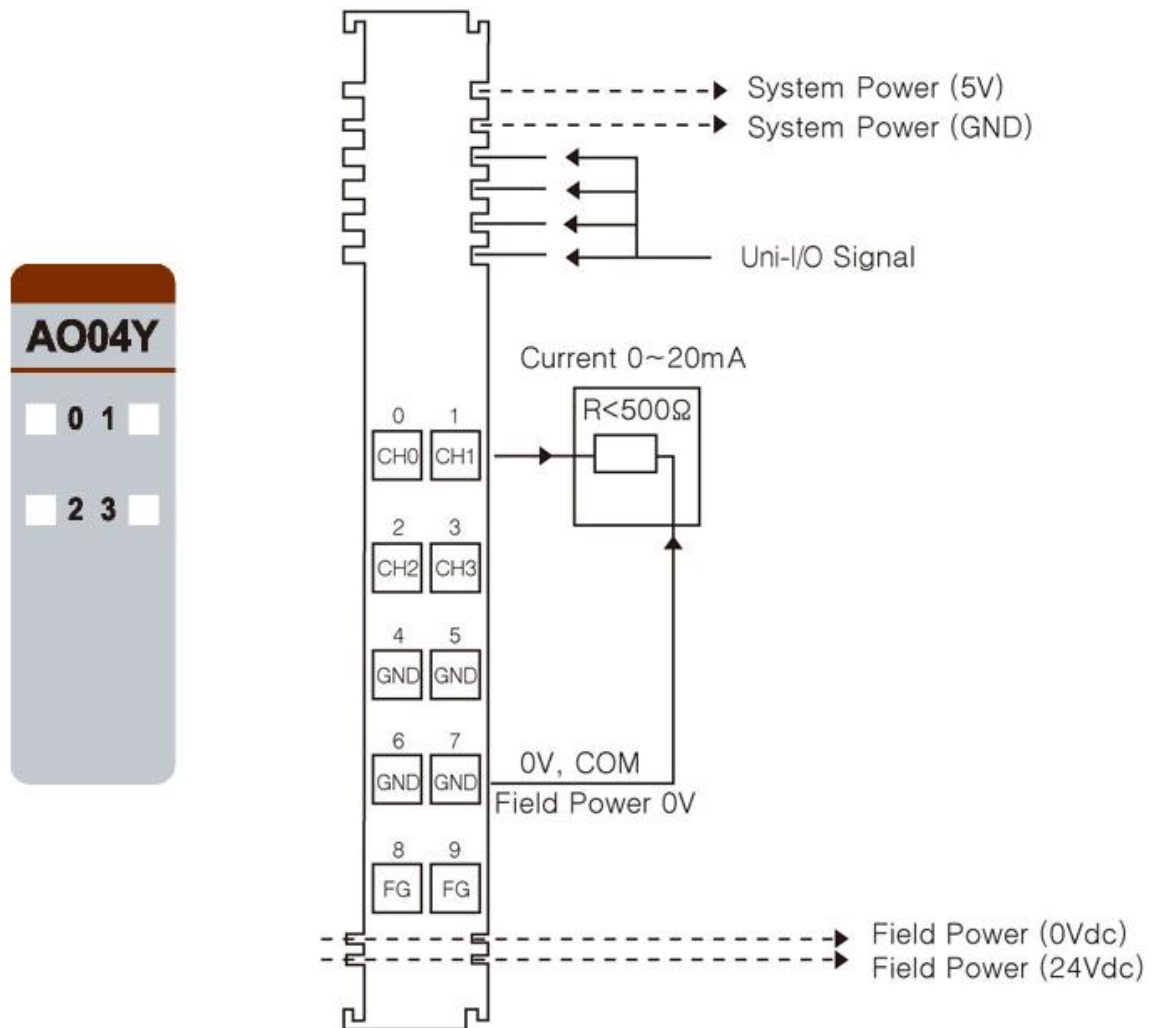 System Power (5V)
System Power (GND)
Uni-I/O Signal
AO04Y
0 1
2 3
Current 0~20mA
R<500Ω
0 1
CH0 CH1
2 3
CH2 CH3
4 5
GND GND
6 7
GND GND
0V, COM
Field Power 0V
8 9
FG FG
Field Power (0Vdc)
Field Power (24Vdc)